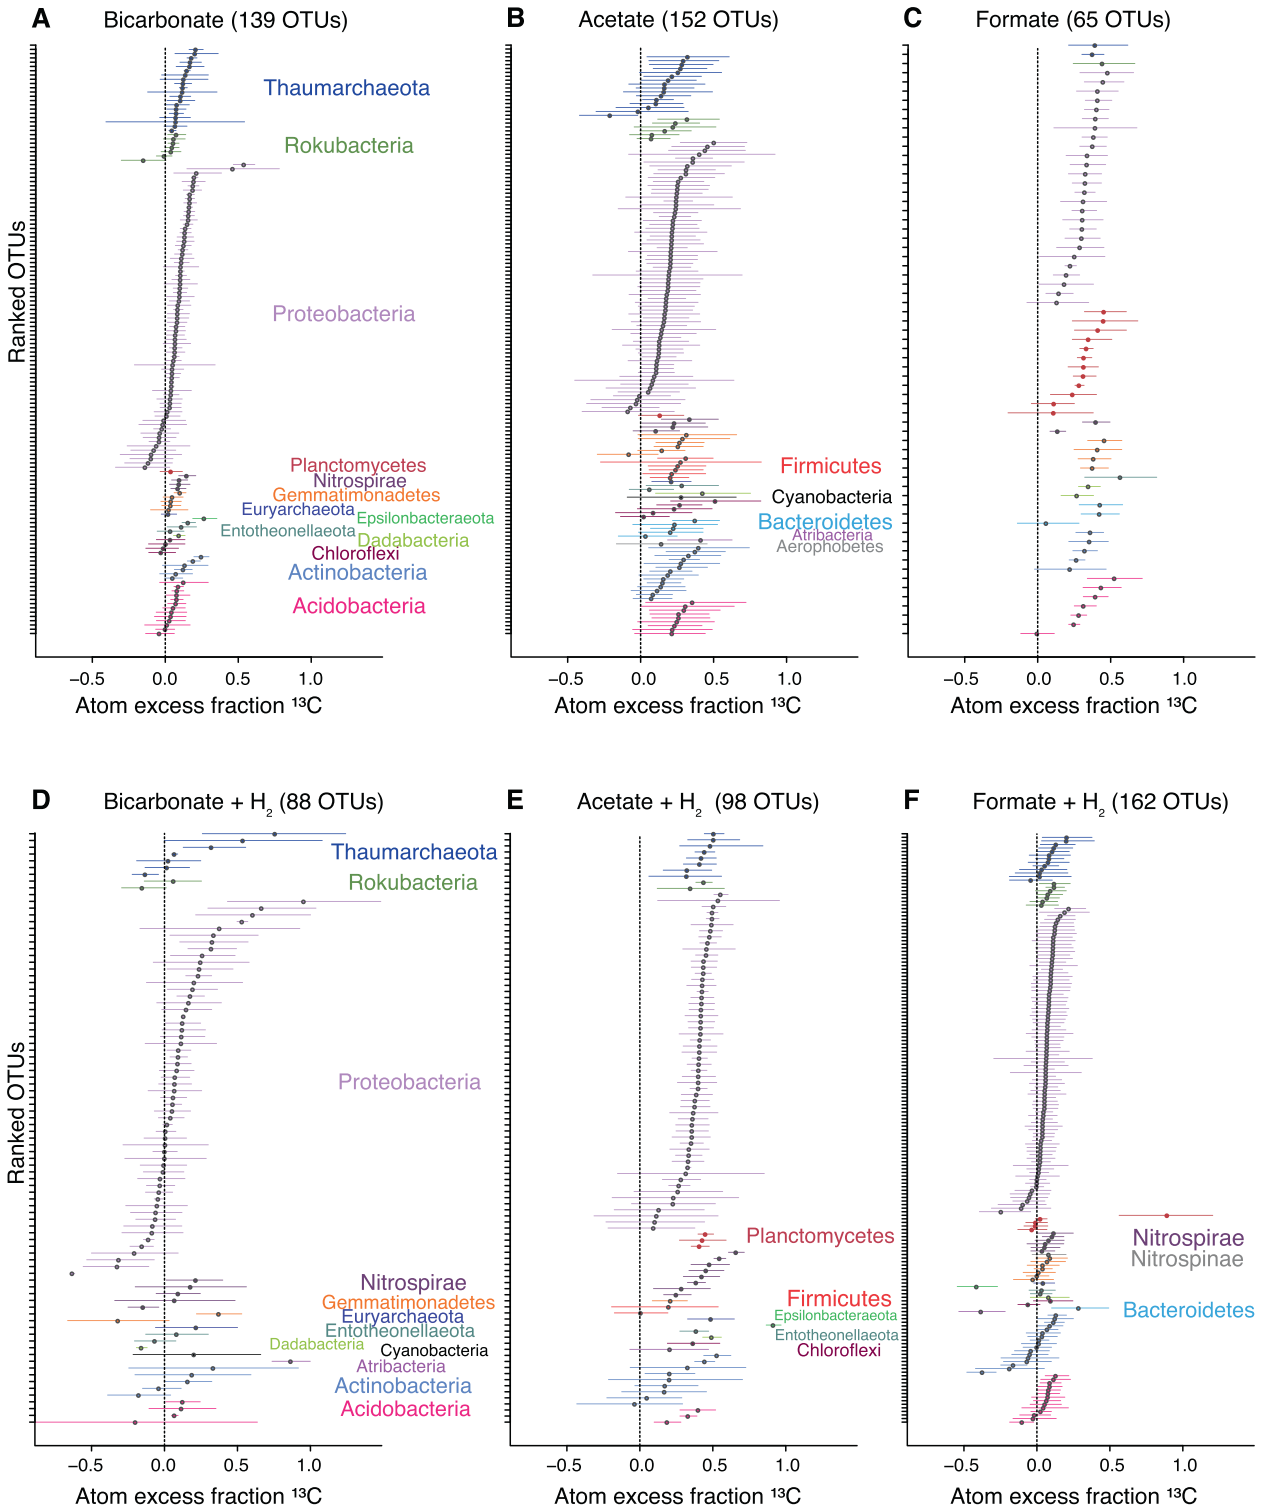 A Bicarbonate (139 OTUs)
Thaumarchaeota
Rokubacteria
Proteobacteria
Planctomycetes
Nitrospirae
Gemmatimonadetes
Euryarchaeota
Epsilonbacteraeota
Entotheonellaeota
Dadabacteria
Chloroflexi
Actinobacteria
Acidobacteria
Ranked OTUs
−0.5 0.0 0.5 1.0
Atom excess fraction ¹³C
B Acetate (152 OTUs)
Firmicutes
Cyanobacteria
Bacteroidetes
Atribacteria
Aerophobetes
−0.5 0.0 0.5 1.0
Atom excess fraction ¹³C
C Formate (65 OTUs)
−0.5 0.0 0.5 1.0
Atom excess fraction ¹³C
D Bicarbonate + H₂ (88 OTUs)
Thaumarchaeota
Rokubacteria
Proteobacteria
Nitrospirae
Gemmatimonadetes
Euryarchaeota
Entotheonellaeota
Dadabacteria
Cyanobacteria
Atribacteria
Actinobacteria
Acidobacteria
Ranked OTUs
−0.5 0.0 0.5 1.0
Atom excess fraction ¹³C
E Acetate + H₂ (98 OTUs)
Planctomycetes
Firmicutes
Epsilonbacteraeota
Entotheonellaeota
Chloroflexi
−0.5 0.0 0.5 1.0
Atom excess fraction ¹³C
F Formate + H₂ (162 OTUs)
Nitrospirae
Nitrospinae
Bacteroidetes
−0.5 0.0 0.5 1.0
Atom excess fraction ¹³C